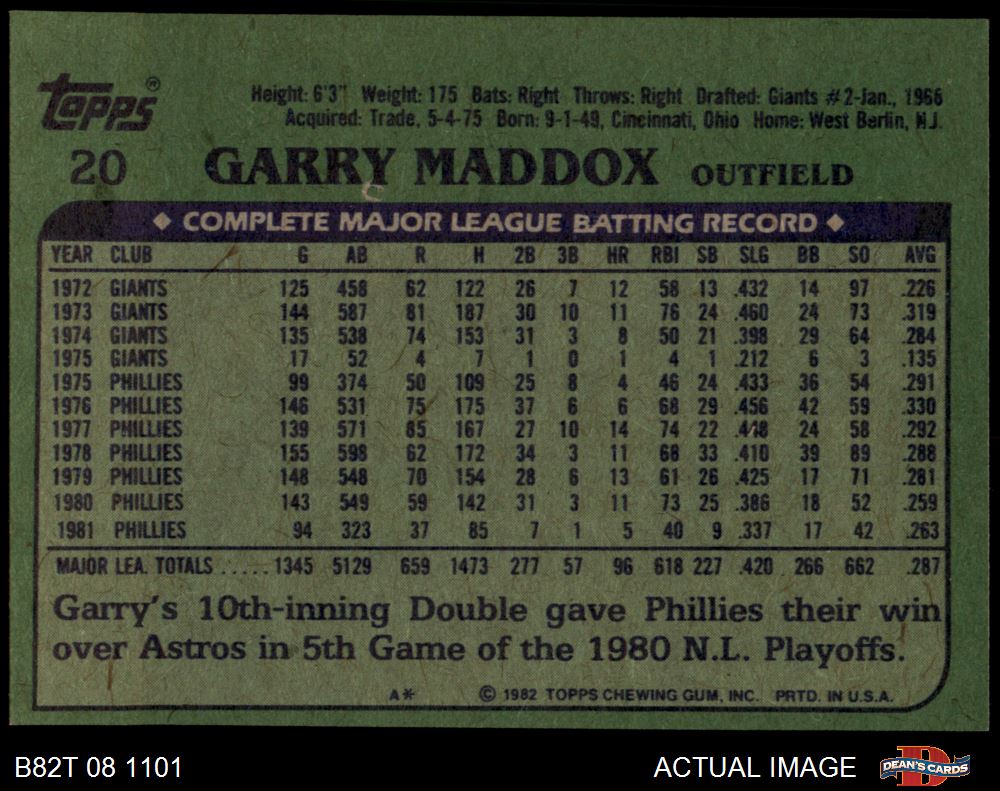 Topps®
Height: 6'3" Weight: 175 Bats: Right Throws: Right Drafted: Giants #2-Jan., 1966
Acquired: Trade, 5-4-75 Born: 9-1-49, Cincinnati, Ohio Home: West Berlin, N.J.
20 GARRY MADDOX OUTFIELD
◆ COMPLETE MAJOR LEAGUE BATTING RECORD ◆
YEAR CLUB G AB R H 2B 3B HR RBI SB SLG BB SO AVG
1972 GIANTS 125 458 62 122 26 7 12 58 13 .432 14 97 .226
1973 GIANTS 144 587 81 187 30 10 11 76 24 .460 24 73 .319
1974 GIANTS 135 538 74 153 31 3 8 50 21 .398 29 64 .284
1975 GIANTS 17 52 4 7 1 0 1 4 1 .212 6 3 .135
1975 PHILLIES 99 374 50 109 25 8 4 46 24 .433 36 54 .291
1976 PHILLIES 146 531 75 175 37 6 6 68 29 .456 42 59 .330
1977 PHILLIES 139 571 85 167 27 10 14 74 22 .448 24 58 .292
1978 PHILLIES 155 598 62 172 34 3 11 68 33 .410 39 89 .288
1979 PHILLIES 148 548 70 154 28 6 13 61 26 .425 17 71 .281
1980 PHILLIES 143 549 59 142 31 3 11 73 25 .386 18 52 .259
1981 PHILLIES 94 323 37 85 7 1 5 40 9 .337 17 42 .263
MAJOR LEA. TOTALS ..... 1345 5129 659 1473 277 57 96 618 227 .420 266 662 .287
Garry's 10th-inning Double gave Phillies their win
over Astros in 5th Game of the 1980 N.L. Playoffs.
A* © 1982 TOPPS CHEWING GUM, INC. PRTD. IN U.S.A.
B82T 08 1101 ACTUAL IMAGE DEAN'S CARDS